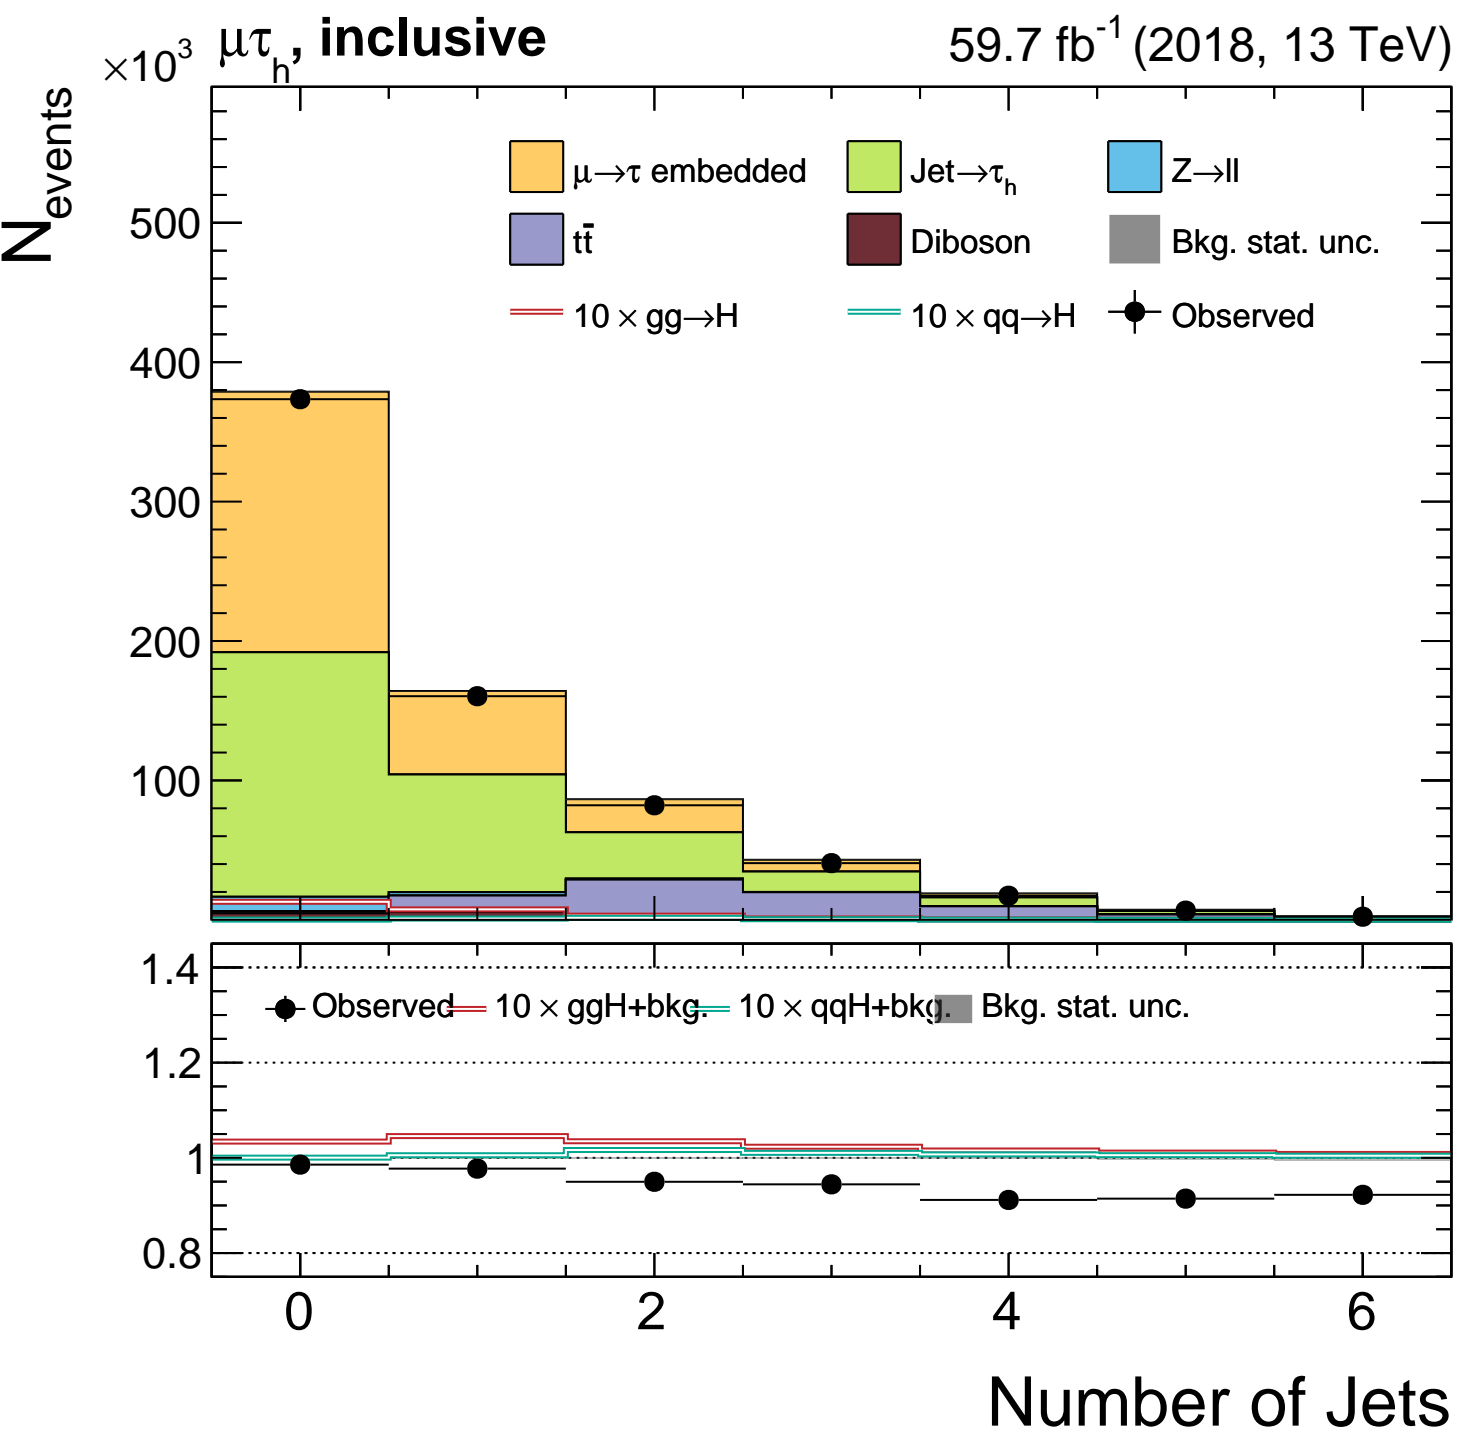 ×10³ μτₕ, inclusive 59.7 fb⁻¹ (2018, 13 TeV)
N_events
500
400
300
200
100
μ→τ embedded Jet→τₕ Z→ll
tt̄ Diboson Bkg. stat. unc.
10 × gg→H 10 × qq→H Observed
1.4
1.2
1
0.8
Observed 10 × ggH+bkg. 10 × qqH+bkg. Bkg. stat. unc.
0 2 4 6
Number of Jets